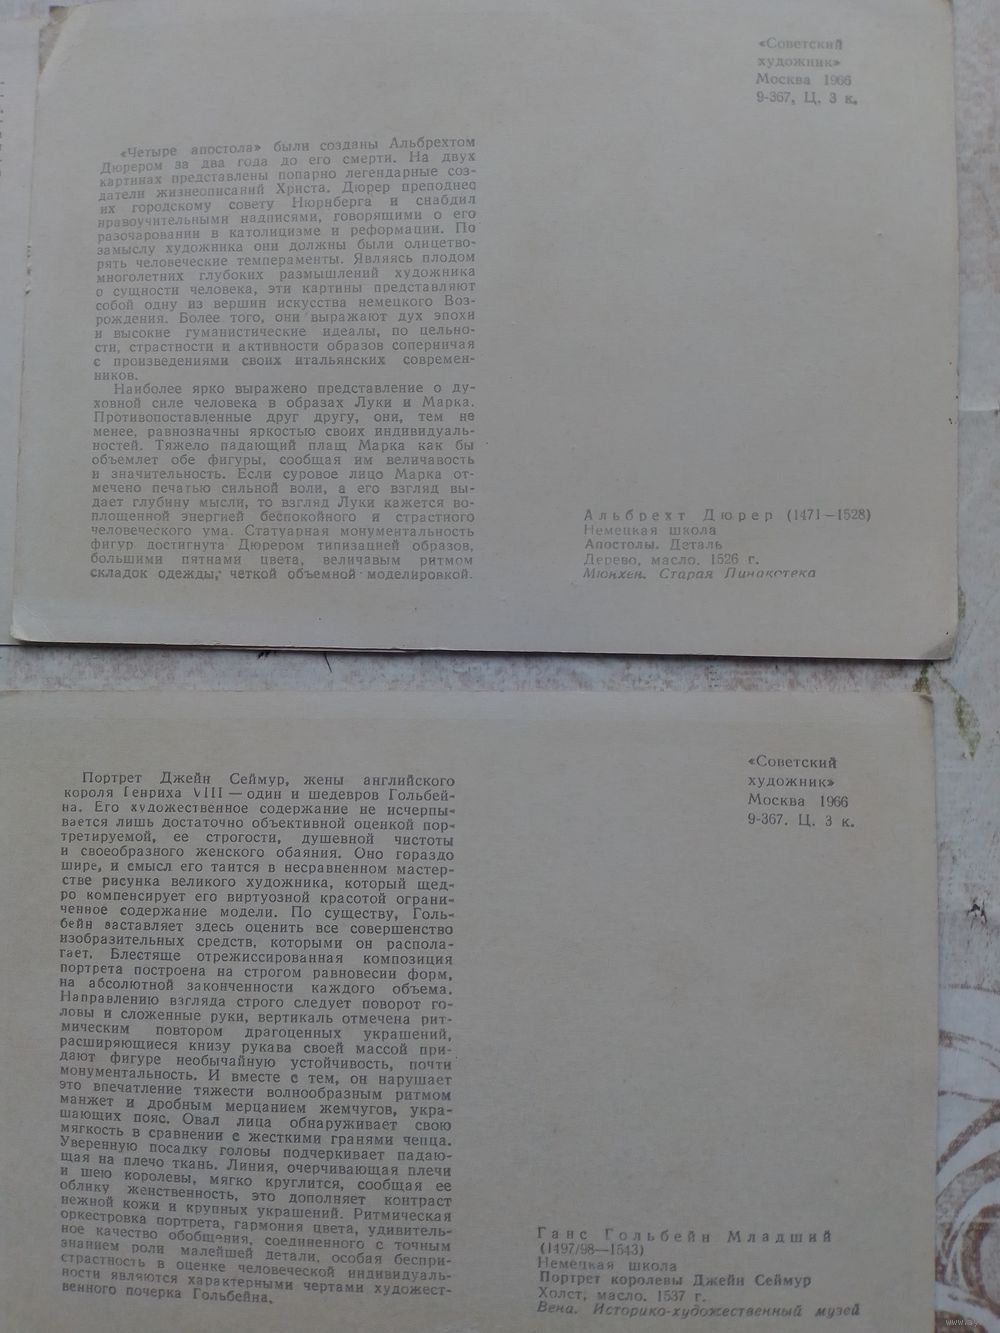 «Советский
художник»
Москва 1966
9-367, Ц. 3 к.
«Четыре апостола» были созданы Альбрехтом
Дюрером за два года до его смерти. На двух
картинах представлены попарно легендарные соз-
датели жизнеописаний Христа. Дюрер преподнес
их городскому совету Нюрнберга и снабдил
нравоучительными надписями, говорящими о его
разочаровании в католицизме и реформации. По
замыслу художника они должны были олицетво-
рять человеческие темпераменты. Являясь плодом
многолетних глубоких размышлений художника
о сущности человека, эти картины представляют
собой одну из вершин искусства немецкого Воз-
рождения. Более того, они выражают дух эпохи
и высокие гуманистические идеалы, по цельно-
сти, страстности и активности образов соперничая
с произведениями своих итальянских современ-
ников.
Наиболее ярко выражено представление о ду-
ховной силе человека в образах Луки и Марка.
Противопоставленные друг другу, они, тем не
менее, равнозначны яркостью своих индивидуаль-
ностей. Тяжело падающий плащ Марка как бы
объемлет обе фигуры, сообщая им величавость
и значительность. Если суровое лицо Марка от-
мечено печатью сильной воли, а его взгляд вы-
дает глубину мысли, то взгляд Луки кажется во-
площенной энергией беспокойного и страстного
человеческого ума. Статуарная монументальность
фигур достигнута Дюрером типизацией образов,
большими пятнами цвета, величавым ритмом
складок одежды, четкой объемной моделировкой.
Альбрехт Дюрер (1471—1528)
Немецкая школа
Апостолы. Деталь
Дерево, масло. 1526 г.
Мюнхен. Старая Пинакотека
«Советский
художник»
Москва 1966
9-367. Ц. 3 к.
Портрет Джейн Сеймур, жены английского
короля Генриха VIII — один и шедевров Гольбей-
на. Его художественное содержание не исчерпы-
вается лишь достаточно объективной оценкой пор-
третируемой, ее строгости, душевной чистоты
и своеобразного женского обаяния. Оно гораздо
шире, и смысл его таится в несравненном мастер-
стве рисунка великого художника, который щед-
ро компенсирует его виртуозной красотой ограни-
ченное содержание модели. По существу, Голь-
бейн заставляет здесь оценить все совершенство
изобразительных средств, которыми он распола-
гает. Блестяще отрежиссированная композиция
портрета построена на строгом равновесии форм,
на абсолютной законченности каждого объема.
Направлению взгляда строго следует поворот го-
ловы и сложенные руки, вертикаль отмечена рит-
мическим повтором драгоценных украшений,
расширяющиеся книзу рукава своей массой при-
дают фигуре необычайную устойчивость, почти
монументальность. И вместе с тем, он нарушает
это впечатление тяжести волнообразным ритмом
манжет и дробным мерцанием жемчугов, укра-
шающих пояс. Овал лица обнаруживает свою
мягкость в сравнении с жесткими гранями чепца.
Уверенную посадку головы подчеркивает падаю-
щая на плечо ткань. Линия, очерчивающая плечи
и шею королевы, мягко круглится, сообщая ее
облику женственность, это дополняет контраст
нежной кожи и крупных украшений. Ритмическая
оркестровка портрета, гармония цвета, удивитель-
ное качество обобщения, соединенного с точным
знанием роли малейшей детали, особая беспри-
страстность в оценке человеческой индивидуаль-
ности являются характерными чертами художест-
венного почерка Гольбейна.
Ганс Гольбейн Младший
(1497/98—1543)
Немецкая школа
Портрет королевы Джейн Сеймур
Холст, масло. 1537 г.
Вена. Историко-художественный музей